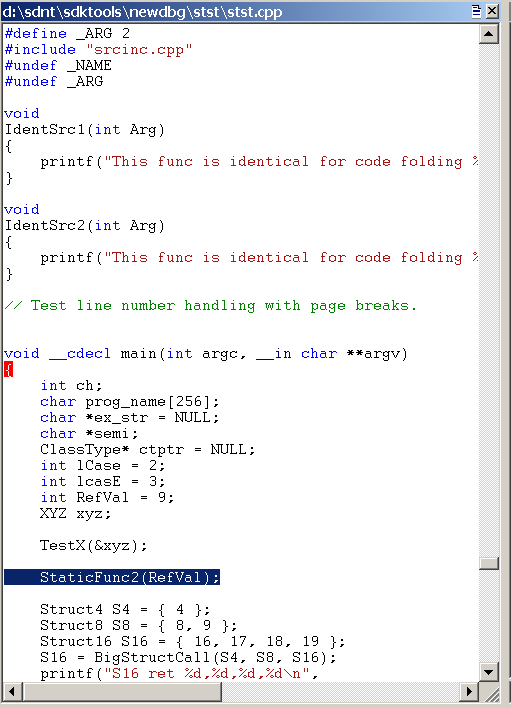 d:\sdnt\sdktools\newdbg\stst\stst.cpp
#define _ARG 2
#include "srcinc.cpp"
#undef _NAME
#undef _ARG
void
IdentSrc1(int Arg)
{
    printf("This func is identical for code folding %
}
void
IdentSrc2(int Arg)
{
    printf("This func is identical for code folding %
}
// Test line number handling with page breaks.
void __cdecl main(int argc, __in char **argv)
{
    int ch;
    char prog_name[256];
    char *ex_str = NULL;
    char *semi;
    ClassType* ctptr = NULL;
    int lCase = 2;
    int lcasE = 3;
    int RefVal = 9;
    XYZ xyz;
    TestX(&xyz);
    StaticFunc2(RefVal);
    Struct4 S4 = { 4 };
    Struct8 S8 = { 8, 9 };
    Struct16 S16 = { 16, 17, 18, 19 };
    S16 = BigStructCall(S4, S8, S16);
    printf("S16 ret %d,%d,%d,%d\n",